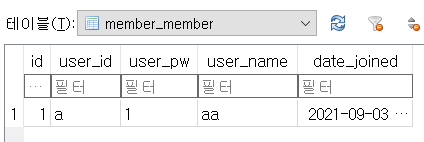 테이블(T): member_member
id user_id user_pw user_name date_joined
... 필터 필터 필터 필터
1 1 a 1 aa 2021-09-03 ...